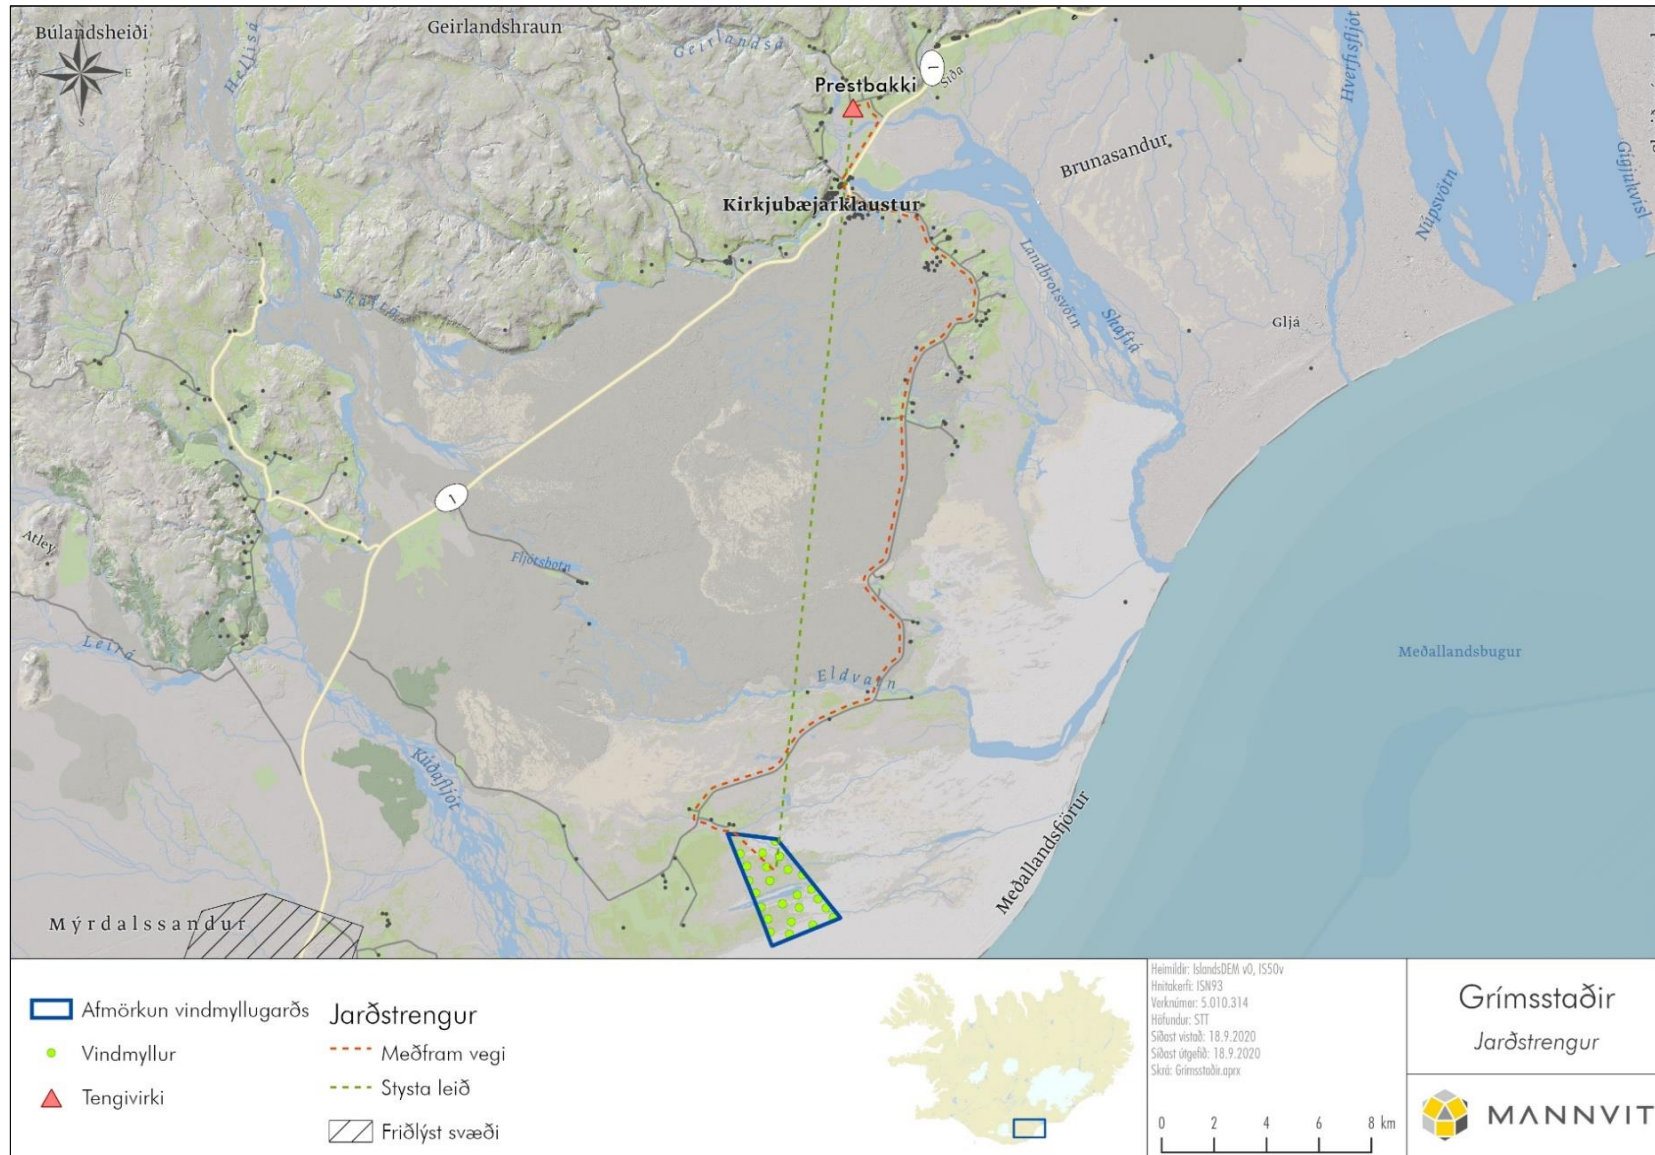 Búlandsheiði
Geirlandshraun
Hellisá
Geirlandsá
N
W
E
S
1
Síða
Prestbakki
Hverfisfljót
Núpsvötn
Gígjukvísl
Brunasandur
Kirkjubæjarklaustur
Landbrotsvötn
Skaftá
Skaftá
Gljá
1
Atley
Fljótsbotn
Leirá
Eldvatn
Meðallandsbugur
Kúðafljót
Meðallandsfjörur
Mýrdalssandur
Afmörkun vindmyllugarðs
Vindmyllur
Tengivirki
Jarðstrengur
Meðfram vegi
Stysta leið
Friðlýst svæði
Heimildir: IslandsDEM v0, IS50v
Hnitakerfi: ISN93
Verknúmer: 5.010.314
Höfundur: STT
Síðast vistað: 18.9.2020
Síðast útgefið: 18.9.2020
Skrá: Grímsstaðir.aprx
0 2 4 6 8 km
Grímsstaðir
Jarðstrengur
MANNVIT